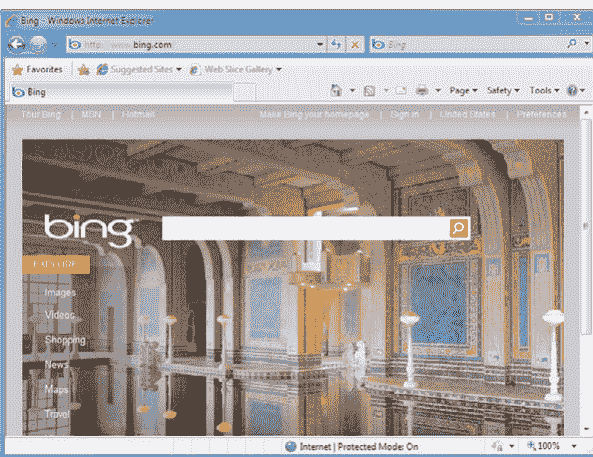 Bing - Windows Internet Explorer
http://www.bing.com
Bing
Favorites
Suggested Sites
Web Slice Gallery
Bing
Page
Safety
Tools
Tour Bing | MSN | Hotmail
Make Bing your homepage | Sign in | United States | Preferences
bing
Images
Videos
Shopping
News
Maps
Travel
Internet | Protected Mode: On
100%